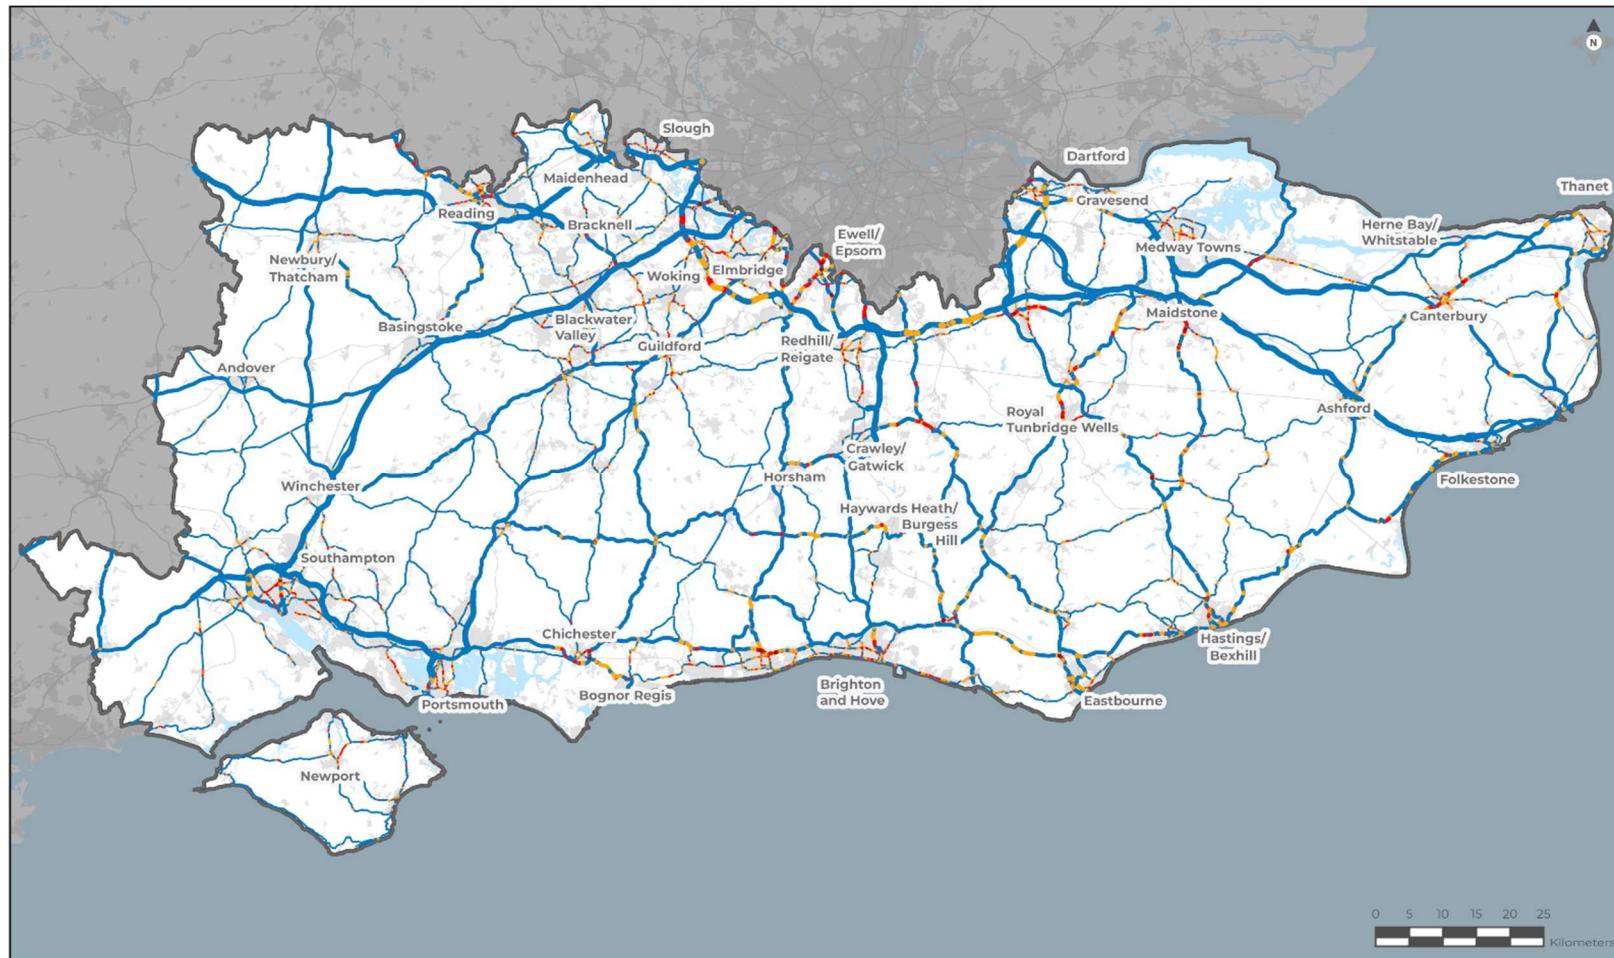 N
Slough
Dartford
Maidenhead
Thanet
Gravesend
Reading
Bracknell
Herne Bay/
Whitstable
Ewell/
Epsom
Medway Towns
Newbury/
Thatcham
Woking
Elmbridge
Basingstoke
Blackwater
Valley
Maidstone
Canterbury
Guildford
Redhill/
Reigate
Andover
Ashford
Royal
Tunbridge Wells
Crawley/
Gatwick
Horsham
Winchester
Folkestone
Haywards Heath/
Burgess
Hill
Southampton
Chichester
Hastings/
Bexhill
Brighton
and Hove
Bognor Regis
Eastbourne
Portsmouth
Newport
0 5 10 15 20 25
Kilometers